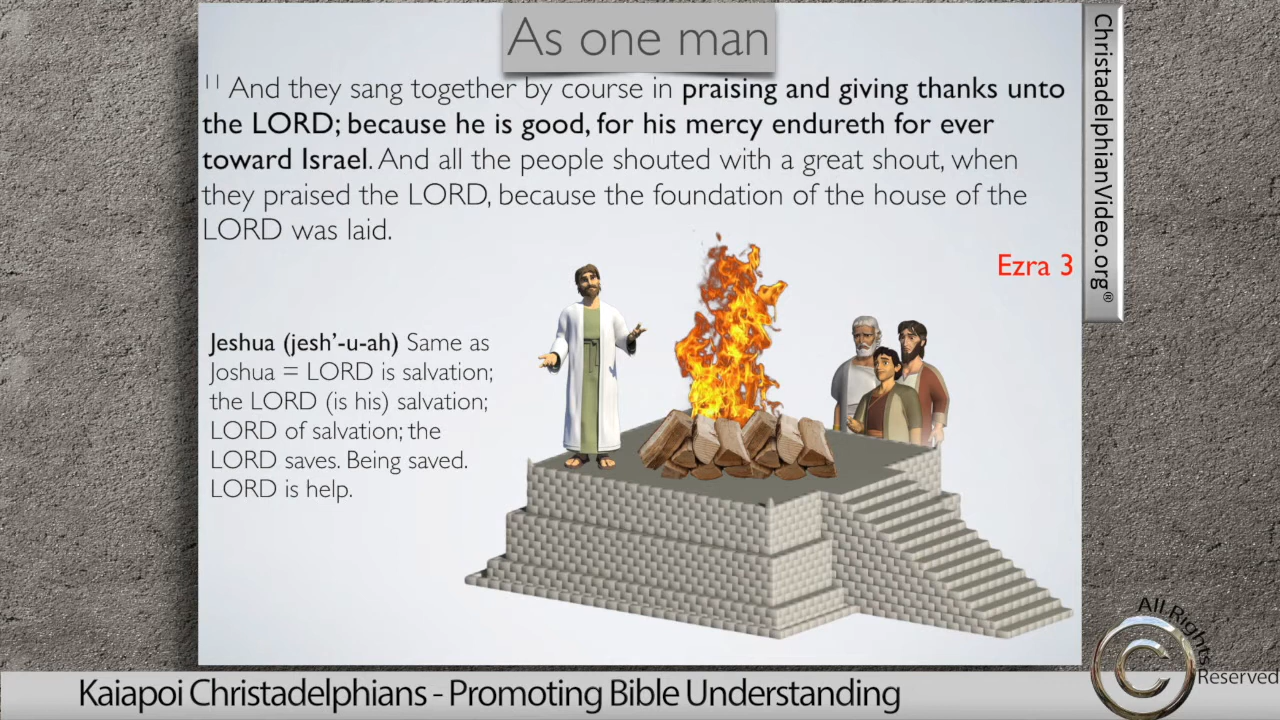 As one man
11 And they sang together by course in praising and giving thanks unto
the LORD; because he is good, for his mercy endureth for ever
toward Israel. And all the people shouted with a great shout, when
they praised the LORD, because the foundation of the house of the
LORD was laid.
Ezra 3
Jeshua (jesh’-u-ah) Same as
Joshua = LORD is salvation;
the LORD (is his) salvation;
LORD of salvation; the
LORD saves. Being saved.
LORD is help.
ChristadelphianVideo.org®
All Rights
©
Reserved
Kaiapoi Christadelphians - Promoting Bible Understanding